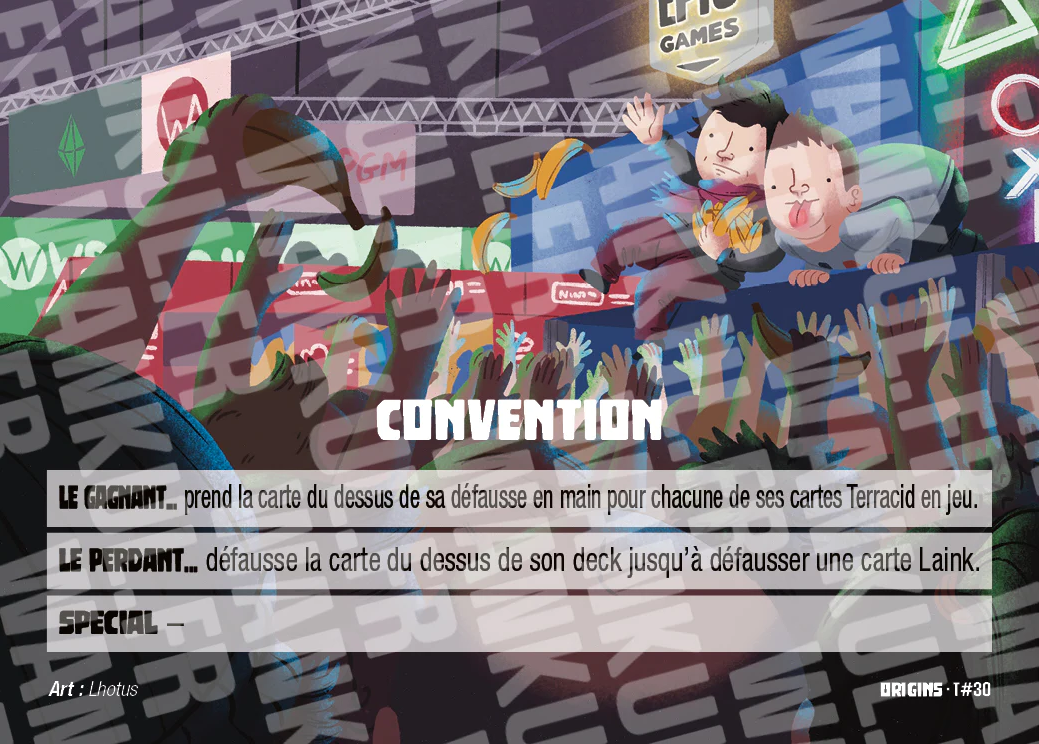 EPIC
GAMES
WANKUL.FR
CONVENTION
LE GAGNANT... prend la carte du dessus de sa défausse en main pour chacune de ses cartes Terracid en jeu.
LE PERDANT... défausse la carte du dessus de son deck jusqu'à défausser une carte Laink.
SPECIAL –
Art : Lhotus
ORIGINS · T#30